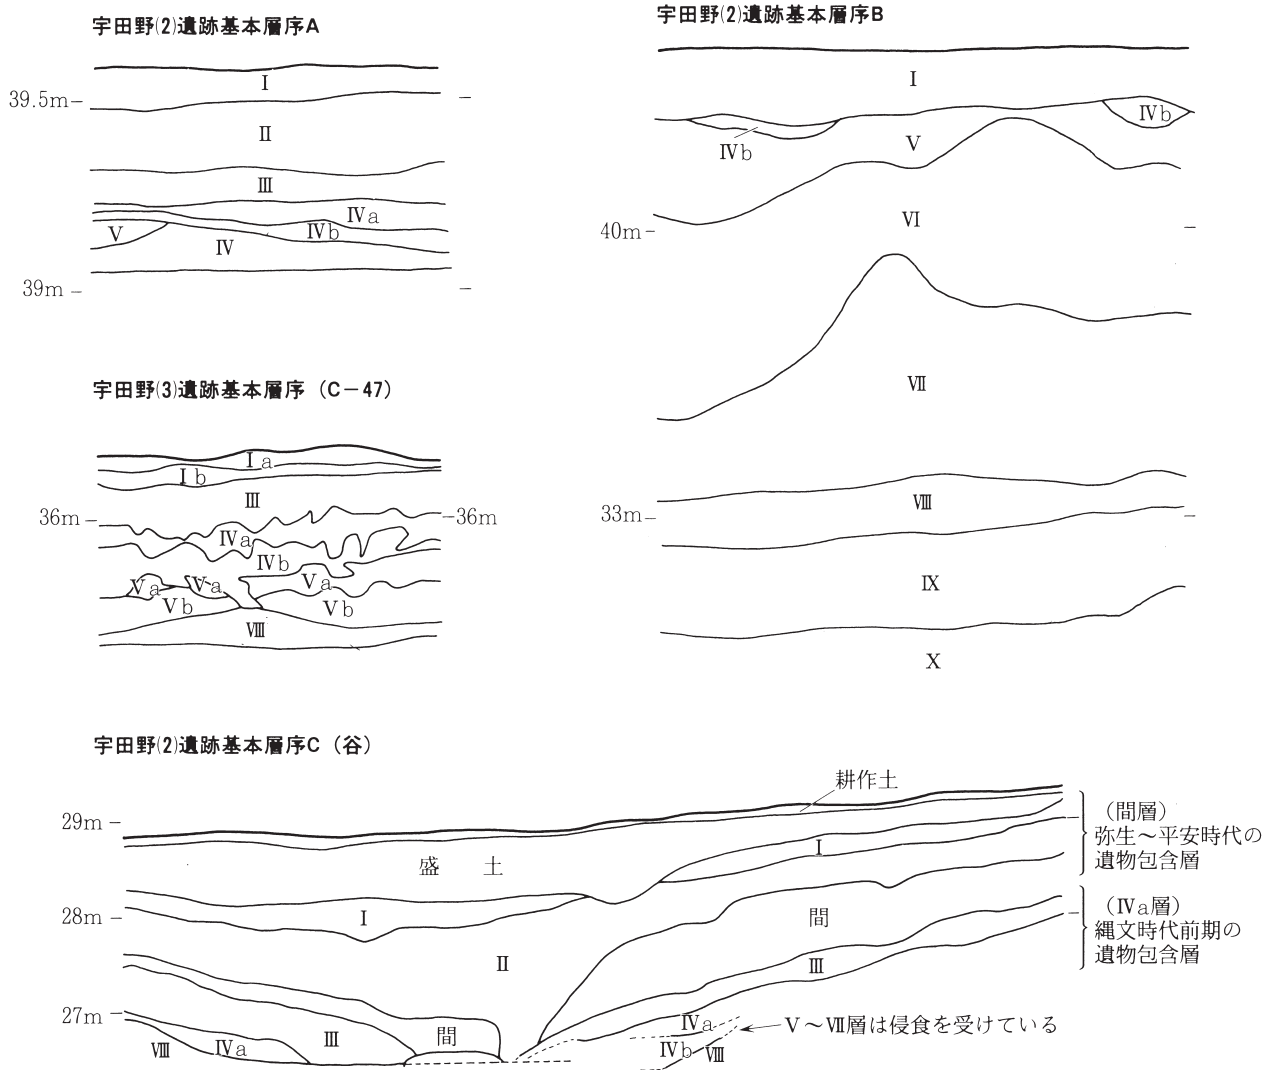 宇田野(2)遺跡基本層序A
39.5m
Ⅰ
Ⅱ
Ⅲ
Ⅳa
Ⅳb
Ⅴ
Ⅳ
39m
宇田野(2)遺跡基本層序B
Ⅰ
Ⅳb
Ⅳb
Ⅴ
Ⅵ
40m
Ⅶ
Ⅷ
33m
Ⅸ
Ⅹ
宇田野(3)遺跡基本層序（C−47）
Ⅰa
Ⅰb
Ⅲ
36m
36m
Ⅳa
Ⅳb
Ⅴa
Ⅴa
Ⅴa
Ⅴb
Ⅴb
Ⅷ
宇田野(2)遺跡基本層序C（谷）
耕作土
29m
盛　土
Ⅰ
（間層）
弥生～平安時代の
遺物包含層
28m
Ⅰ
間
（Ⅳa層）
縄文時代前期の
遺物包含層
Ⅱ
Ⅲ
27m
Ⅷ
Ⅳa
Ⅲ
間
Ⅳa
Ⅳb
Ⅷ
Ⅴ～Ⅶ層は侵食を受けている